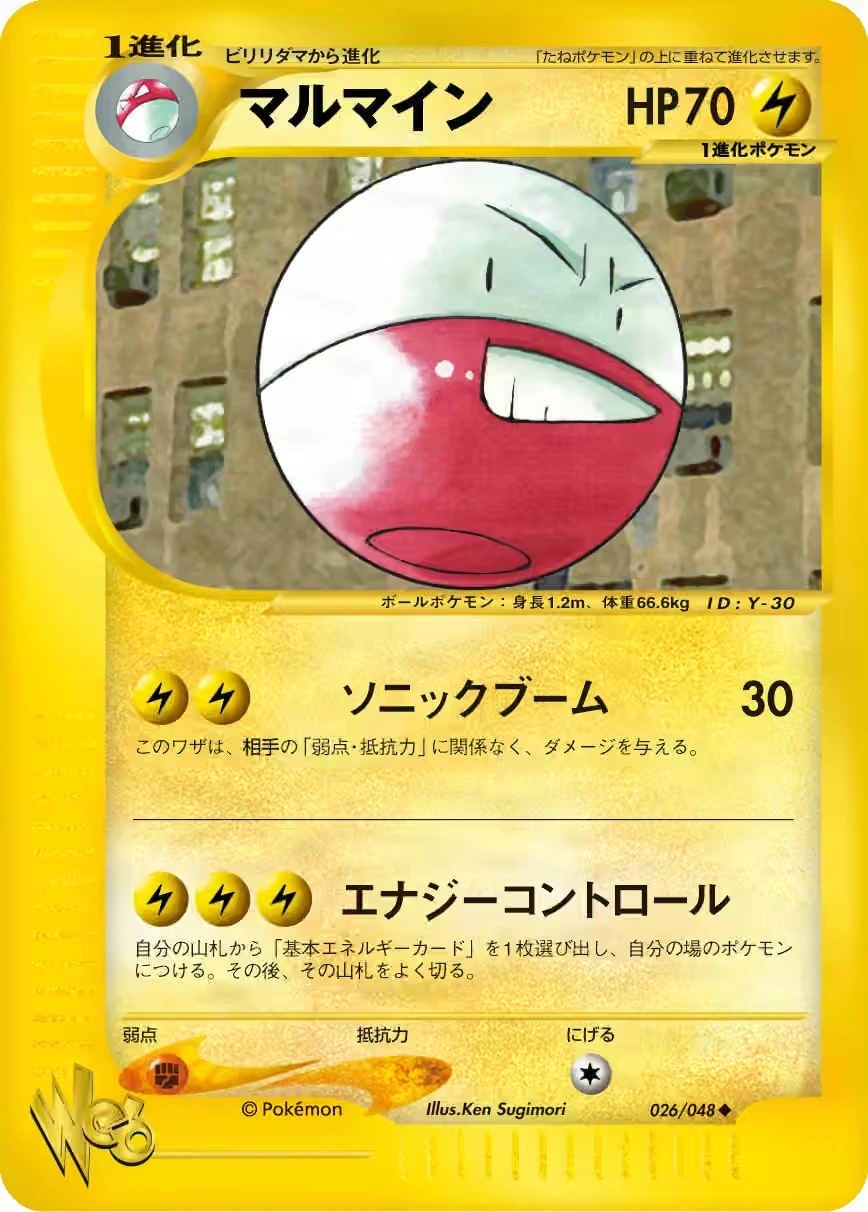 1進化
ビリリダマから進化
「たねポケモン」の上に重ねて進化させます。
マルマイン
HP70
1進化ポケモン
ボールポケモン：身長1.2m、体重66.6kg ID：Y-30
ソニックブーム 30
このワザは、相手の「弱点・抵抗力」に関係なく、ダメージを与える。
エナジーコントロール
自分の山札から「基本エネルギーカード」を1枚選び出し、自分の場のポケモン
につける。その後、その山札をよく切る。
弱点 抵抗力 にげる
© Pokémon Illus.Ken Sugimori 026/048◆
Web